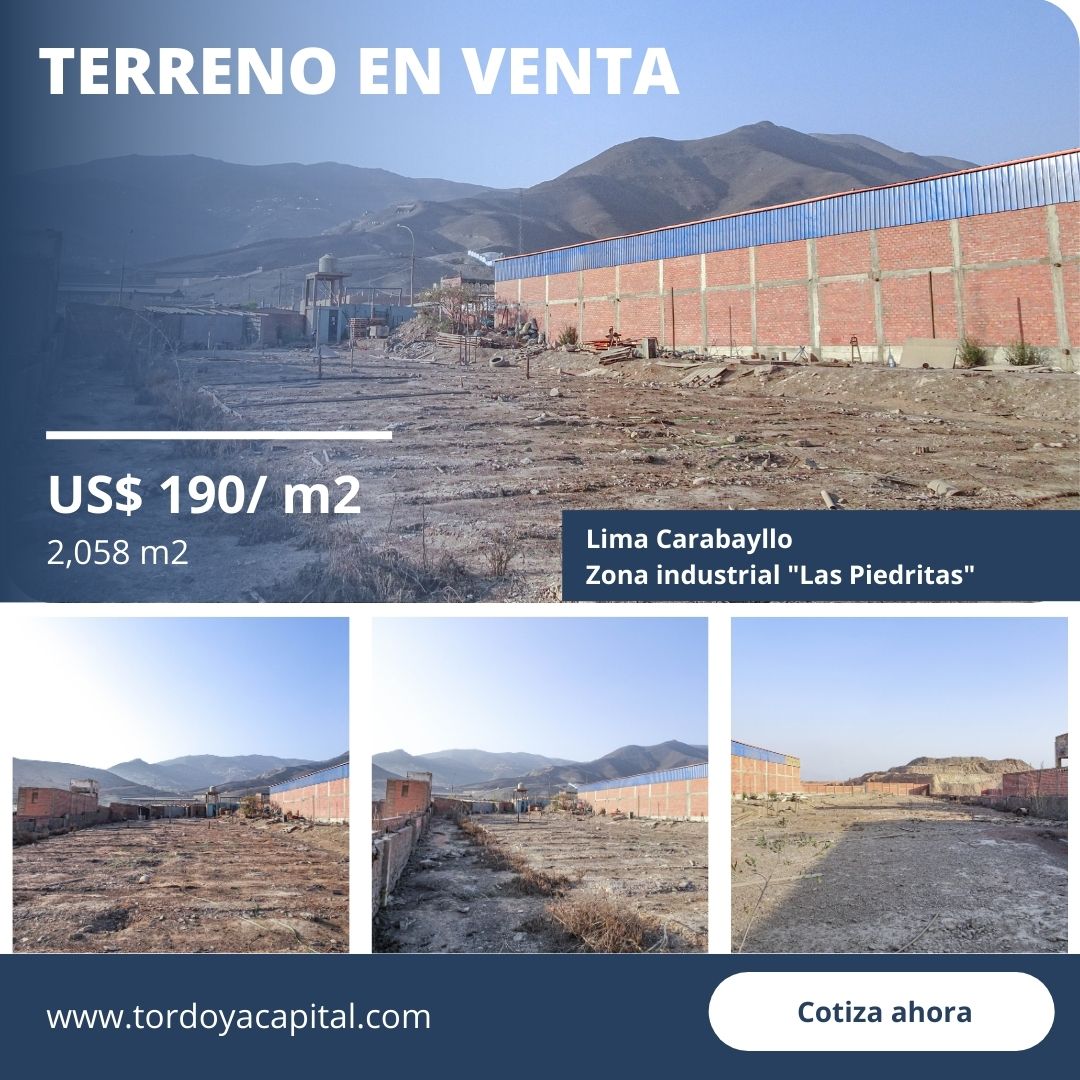 TERRENO EN VENTA
US$ 190/ m2
2,058 m2
Lima Carabayllo
Zona industrial "Las Piedritas"
www.tordoyacapital.com
Cotiza ahora